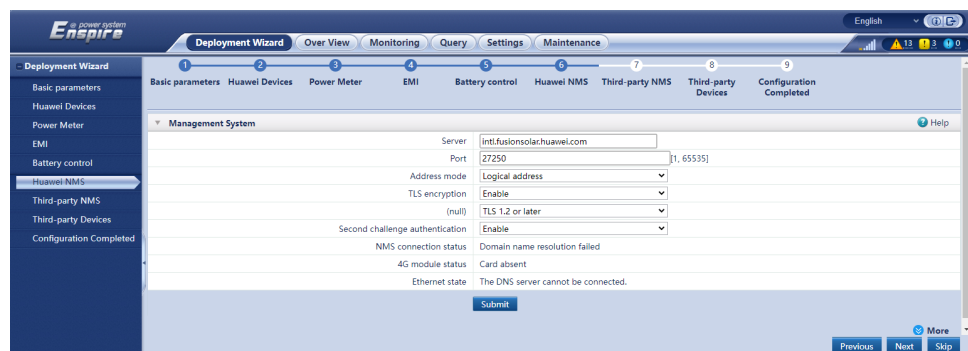 English
Enspire
power system
Deployment Wizard Over View Monitoring Query Settings Maintenance
13 3 0
Deployment Wizard
Basic parameters
Huawei Devices
Power Meter
EMI
Battery control
Huawei NMS
Third-party NMS
Third-party Devices
Configuration Completed
1 2 3 4 5 6 7 8 9
Basic parameters Huawei Devices Power Meter EMI Battery control Huawei NMS Third-party NMS Third-party Devices Configuration Completed
Management System Help
Server intl.fusionsolar.huawei.com
Port 27250 [1, 65535]
Address mode Logical address
TLS encryption Enable
(null) TLS 1.2 or later
Second challenge authentication Enable
NMS connection status Domain name resolution failed
4G module status Card absent
Ethernet state The DNS server cannot be connected.
Submit
More
Previous Next Skip